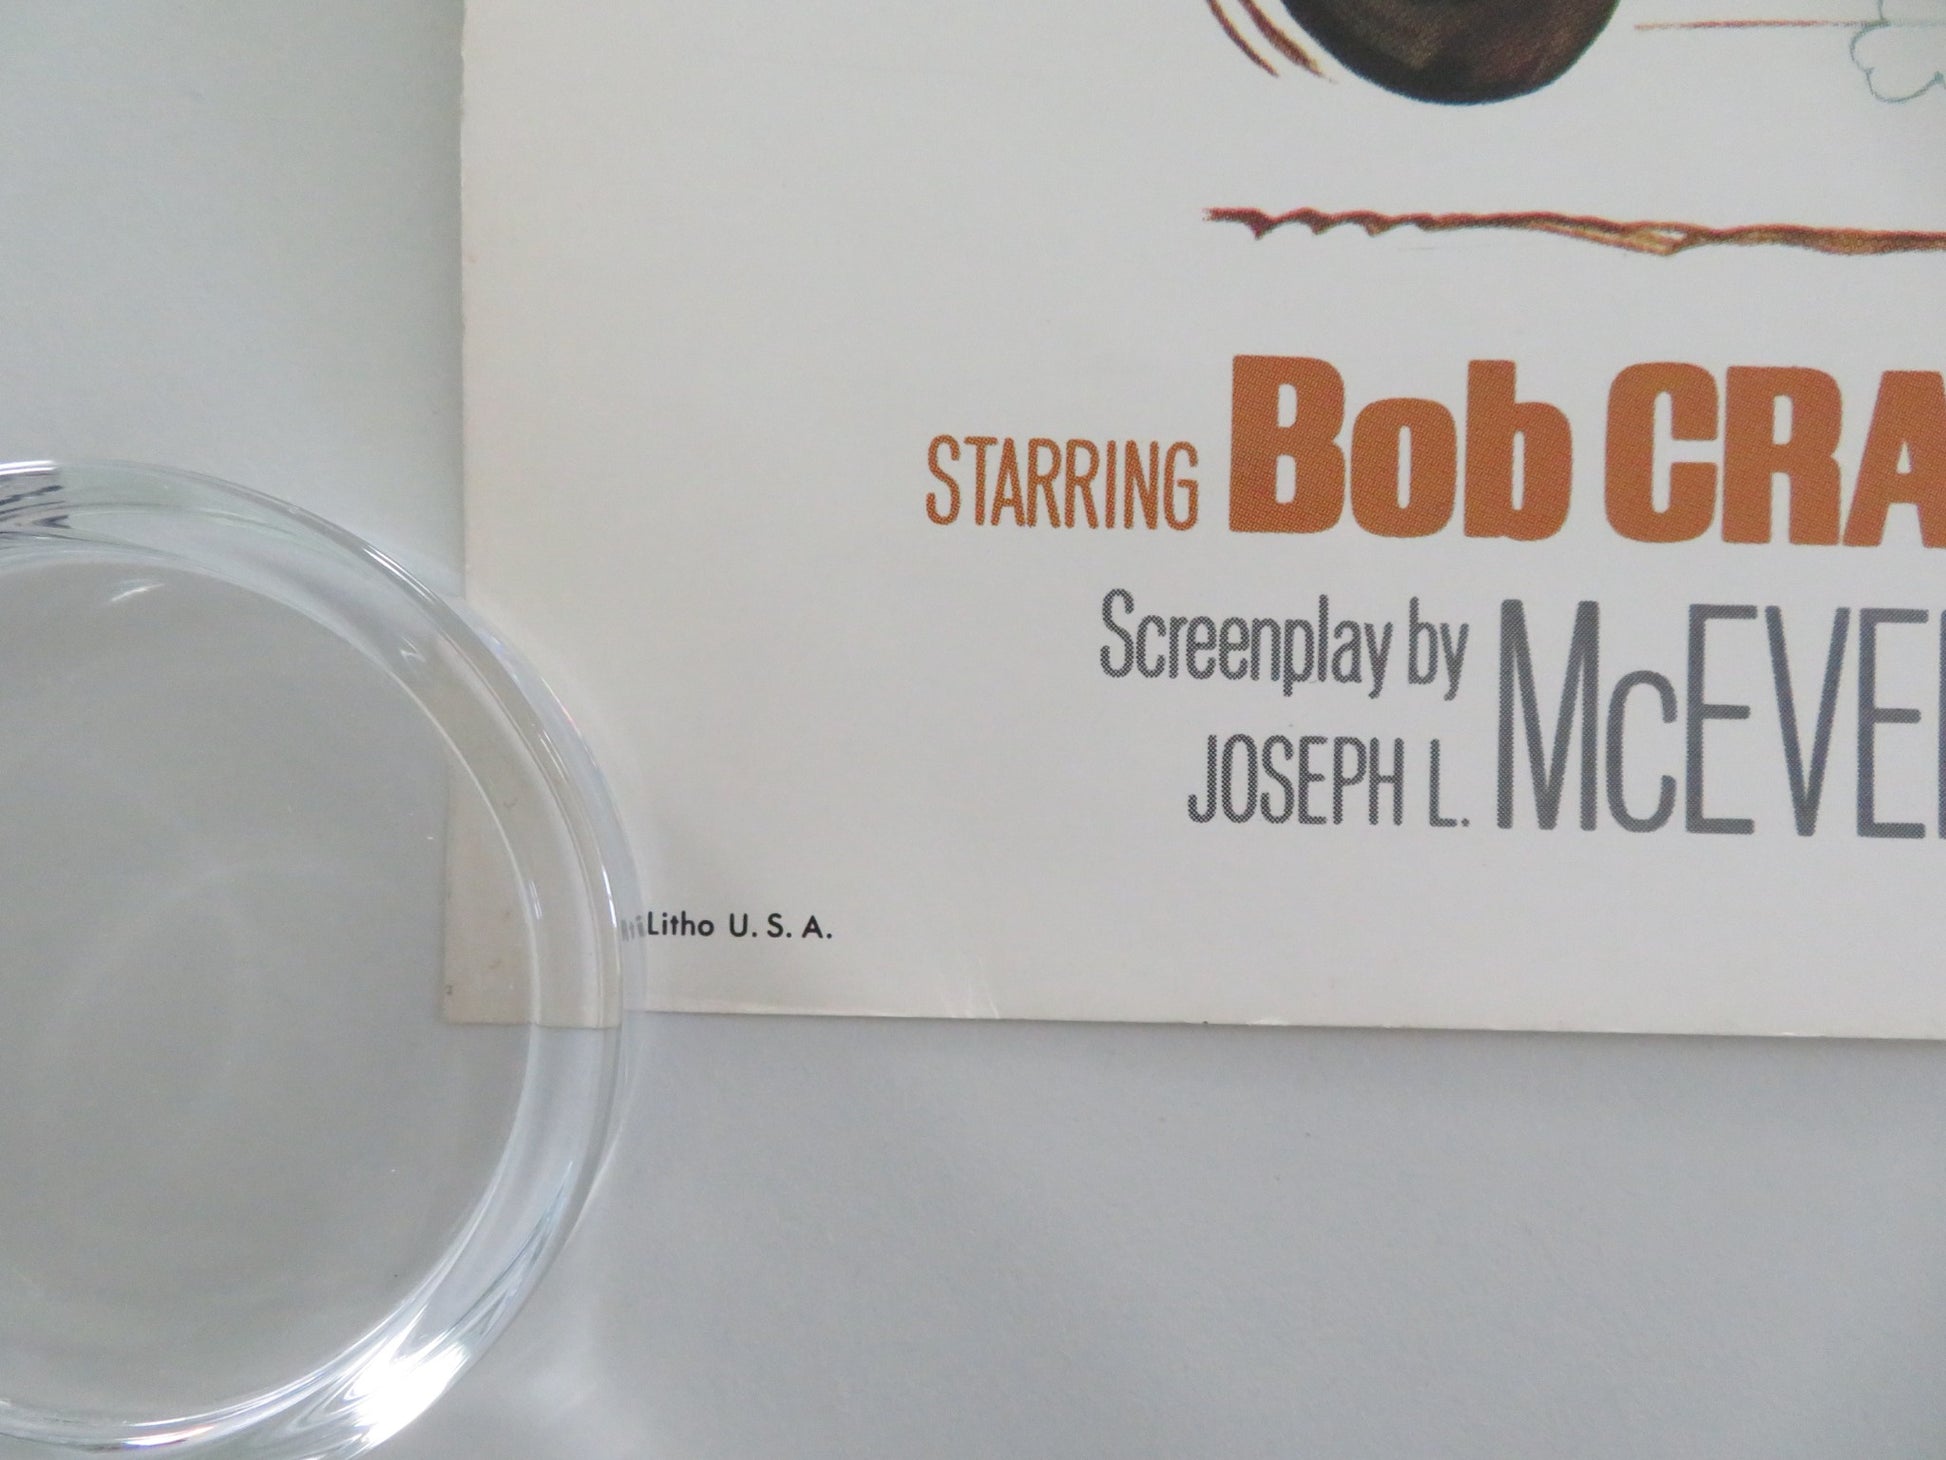 STARRING Bob CRA
Screenplay by McEVE
JOSEPH L.
Litho U. S. A.